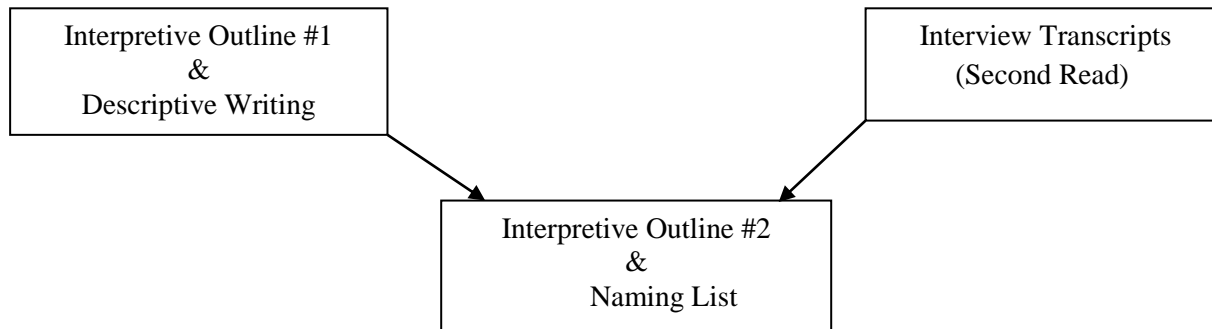 Interpretive Outline #1
&
Descriptive Writing
Interview Transcripts
(Second Read)
Interpretive Outline #2
&
Naming List